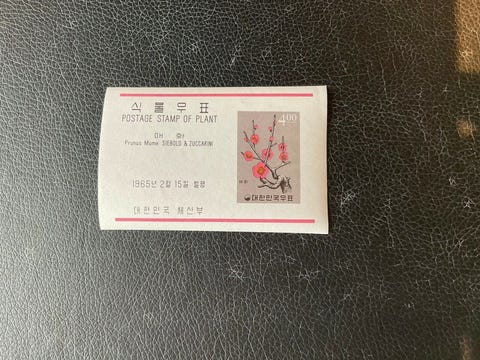 식물우표
POSTAGE STAMP OF PLANT
매 화
Prunus Mume SIEBOLD & ZUCCARINI
1965년 2월 15일 발행
대한민국 체신부
4 00
매화
대한민국우표